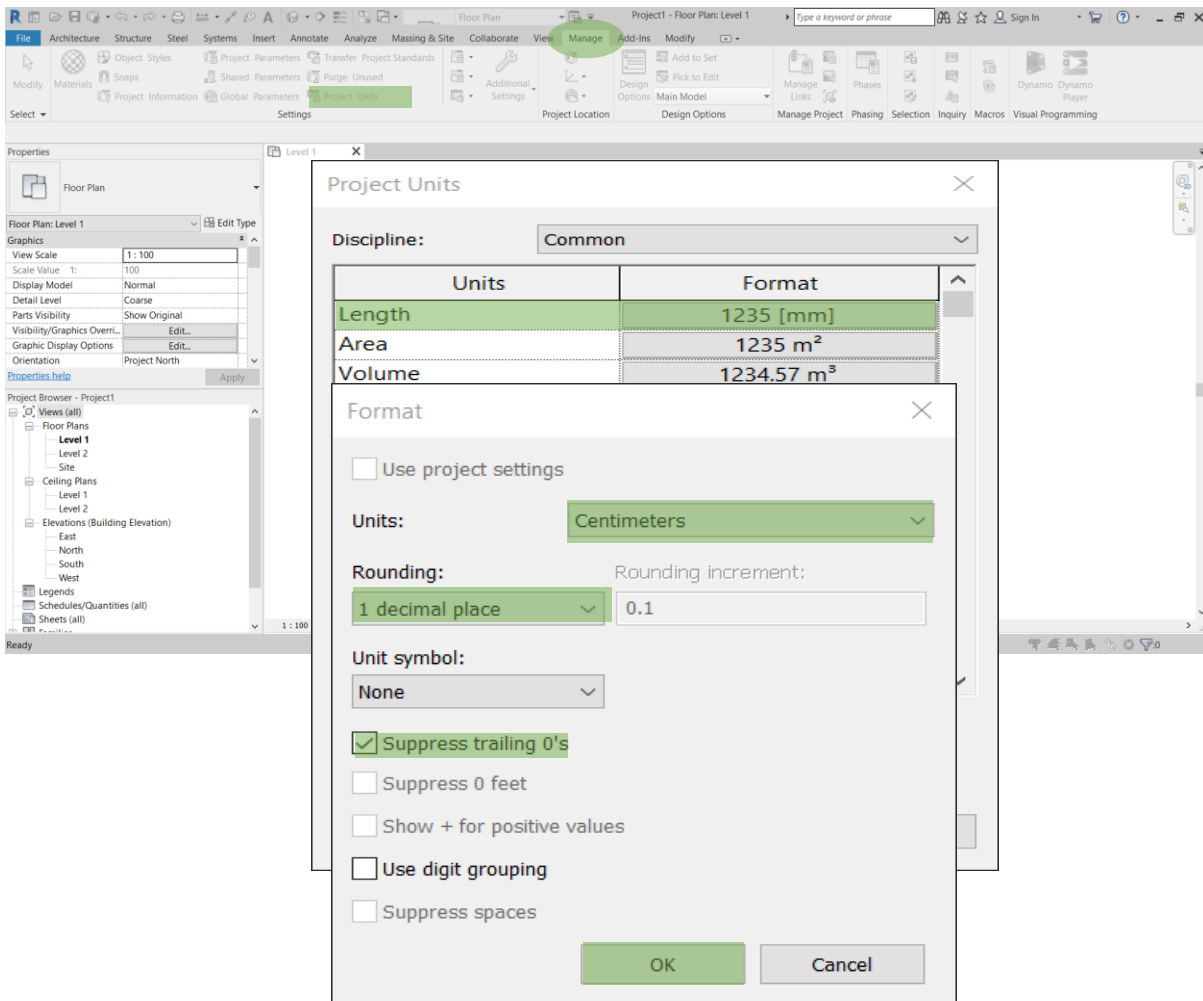 Floor Plan
Project1 - Floor Plan: Level 1
Type a keyword or phrase
Sign In
File Architecture Structure Steel Systems Insert Annotate Analyze Massing & Site Collaborate View Manage Add-Ins Modify
Object Styles Project Parameters Transfer Project Standards Add to Set
Modify Materials Snaps Shared Parameters Purge Unused Additional Settings Design Options Pick to Edit Manage Links Phases Dynamo Dynamo Player
Project Information Global Parameters Project Units Main Model
Select Settings Project Location Design Options Manage Project Phasing Selection Inquiry Macros Visual Programming
Properties
Level 1
Floor Plan
Floor Plan: Level 1 Edit Type
Graphics
View Scale 1 : 100
Scale Value 1: 100
Display Model Normal
Detail Level Coarse
Parts Visibility Show Original
Visibility/Graphics Overri... Edit...
Graphic Display Options Edit...
Orientation Project North
Properties help Apply
Project Browser - Project1
Views (all)
Floor Plans
Level 1
Level 2
Site
Ceiling Plans
Level 1
Level 2
Elevations (Building Elevation)
East
North
South
West
Legends
Schedules/Quantities (all)
Sheets (all)
1 : 100
Ready
:0
Project Units
Discipline: Common
Units Format
Length 1235 [mm]
Area 1235 m²
Volume 1234.57 m³
Format
Use project settings
Units: Centimeters
Rounding: Rounding increment:
1 decimal place 0.1
Unit symbol:
None
Suppress trailing 0's
Suppress 0 feet
Show + for positive values
Use digit grouping
Suppress spaces
OK Cancel